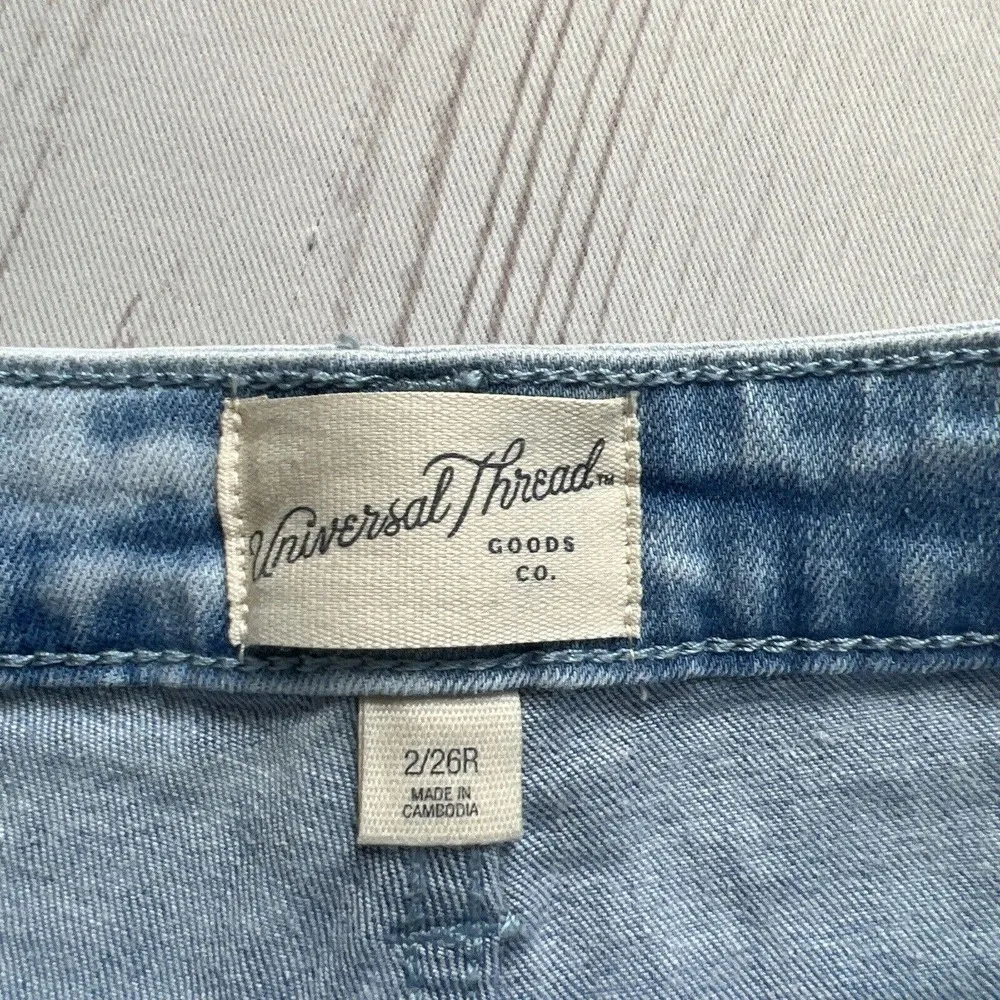 Universal Thread™
GOODS
CO.
2/26R
MADE IN
CAMBODIA